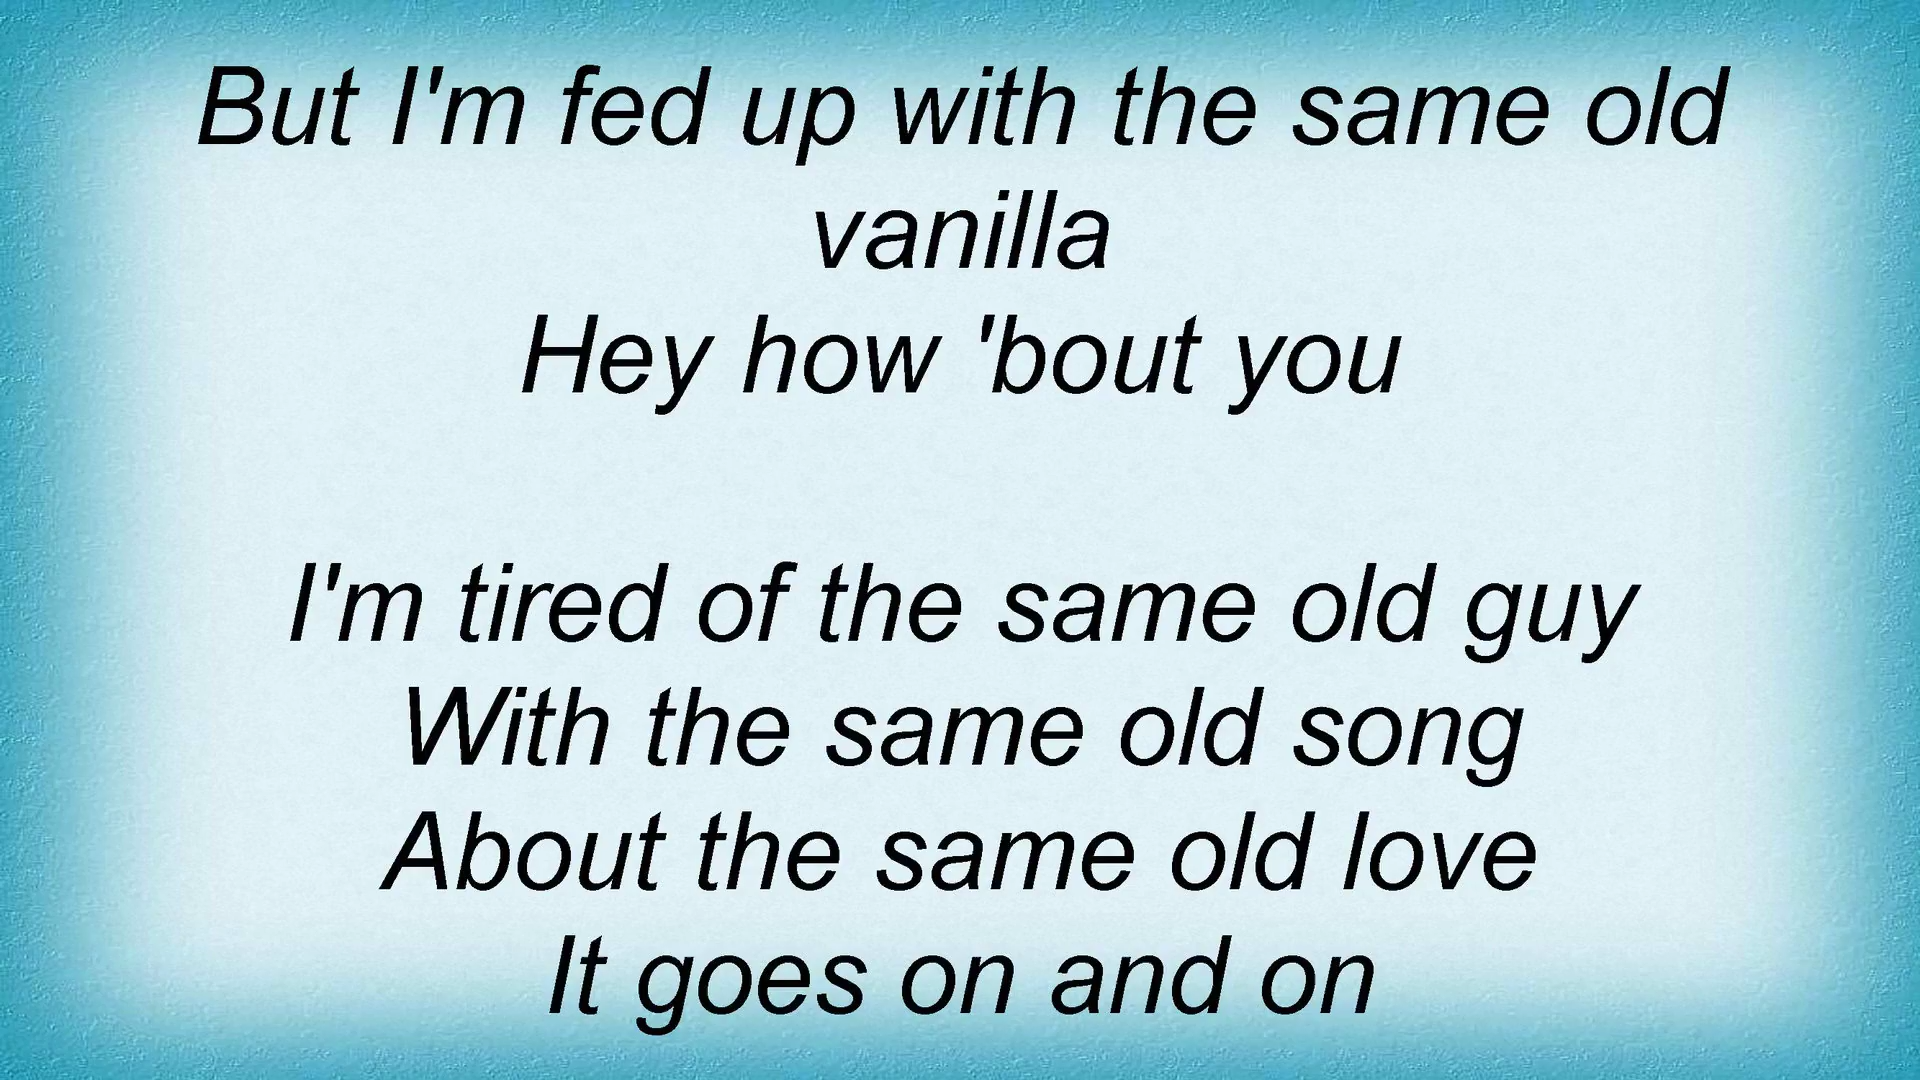 But I'm fed up with the same old
vanilla
Hey how 'bout you
I'm tired of the same old guy
With the same old song
About the same old love
It goes on and on